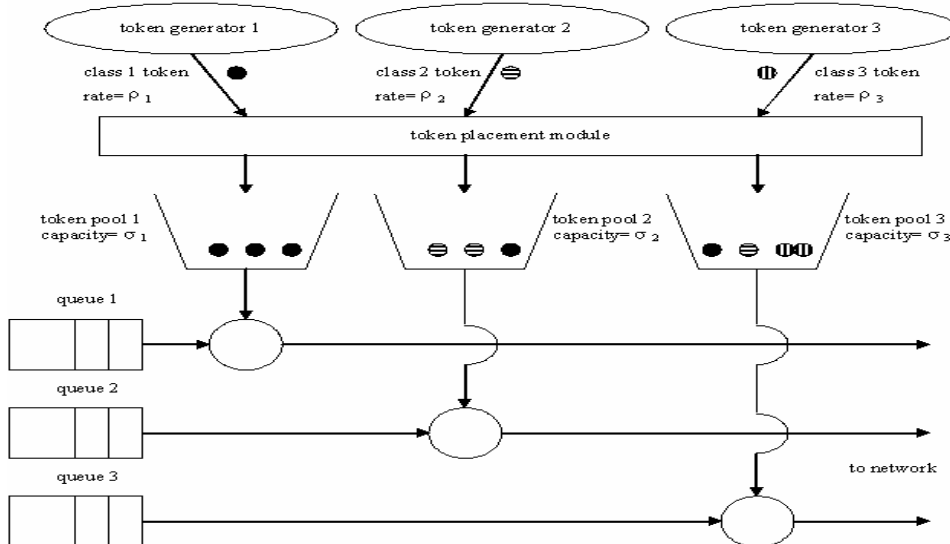 token generator 1
token generator 2
token generator 3
class 1 token
rate= ρ 1
class 2 token
rate= ρ 2
class 3 token
rate= ρ 3
token placement module
token pool 1
capacity= σ 1
token pool 2
capacity= σ 2
token pool 3
capacity= σ 3
queue 1
queue 2
queue 3
to network